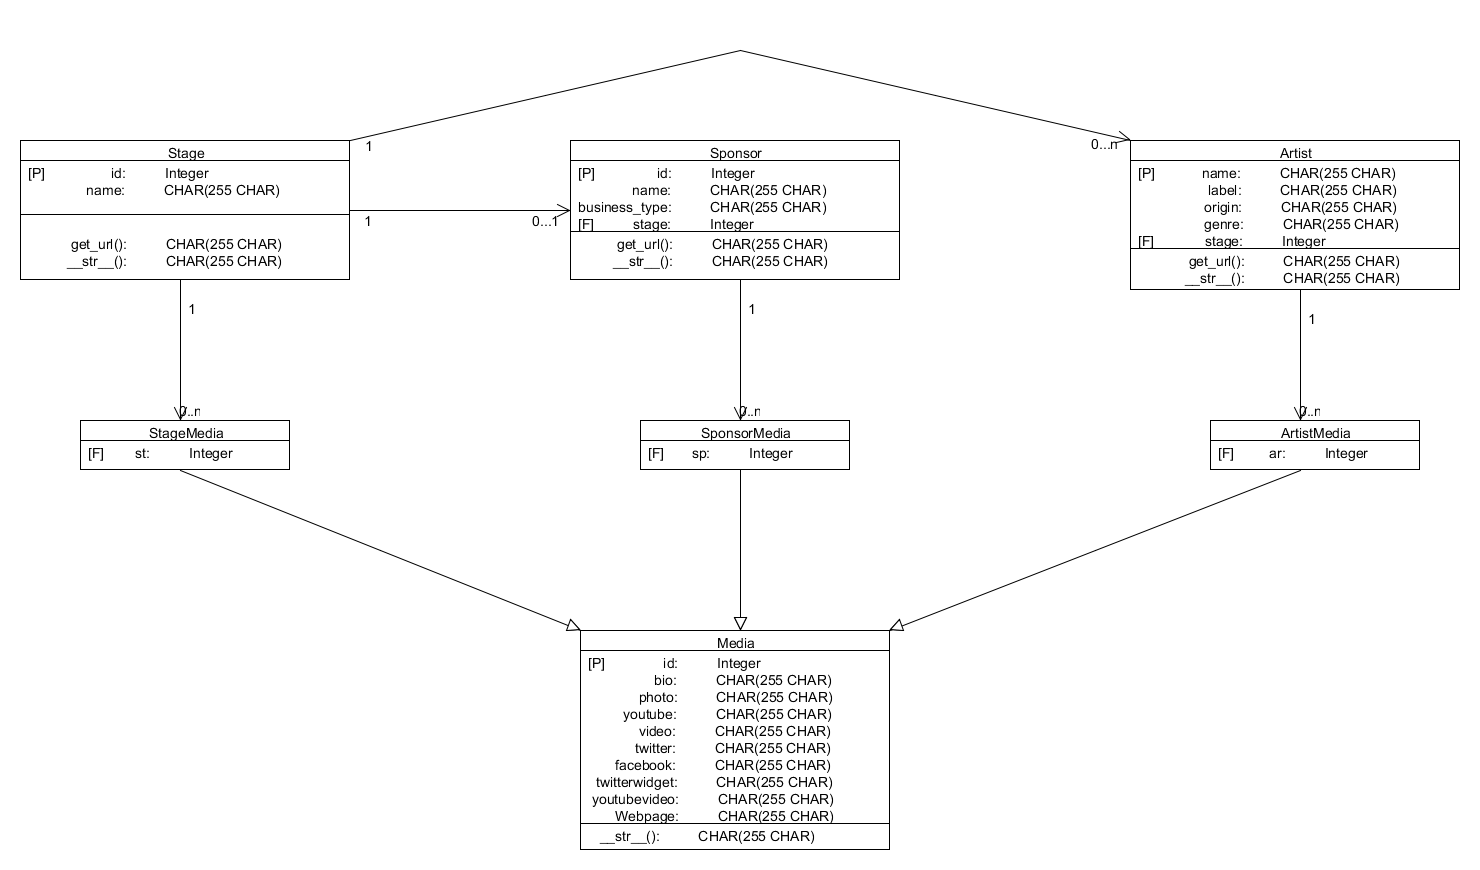 1
0...n
Stage
[P] id: Integer
name: CHAR(255 CHAR)
get_url(): CHAR(255 CHAR)
__str__(): CHAR(255 CHAR)
1
0...1
Sponsor
[P] id: Integer
name: CHAR(255 CHAR)
business_type: CHAR(255 CHAR)
[F] stage: Integer
get_url(): CHAR(255 CHAR)
__str__(): CHAR(255 CHAR)
Artist
[P] name: CHAR(255 CHAR)
label: CHAR(255 CHAR)
origin: CHAR(255 CHAR)
genre: CHAR(255 CHAR)
[F] stage: Integer
get_url(): CHAR(255 CHAR)
__str__(): CHAR(255 CHAR)
1
1
1
0..n
0..n
0..n
StageMedia
[F] st: Integer
SponsorMedia
[F] sp: Integer
ArtistMedia
[F] ar: Integer
Media
[P] id: Integer
bio: CHAR(255 CHAR)
photo: CHAR(255 CHAR)
youtube: CHAR(255 CHAR)
video: CHAR(255 CHAR)
twitter: CHAR(255 CHAR)
facebook: CHAR(255 CHAR)
twitterwidget: CHAR(255 CHAR)
youtubevideo: CHAR(255 CHAR)
Webpage: CHAR(255 CHAR)
__str__(): CHAR(255 CHAR)